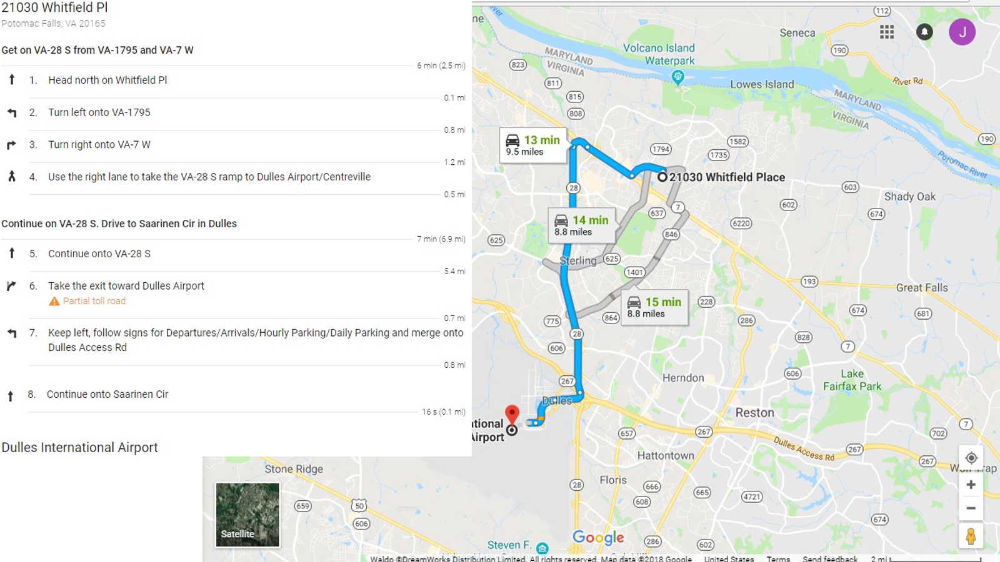 21030 Whitfield Pl
Potomac Falls, VA 20165
Get on VA-28 S from VA-1795 and VA-7 W
6 min (2.5 mi)
1. Head north on Whitfield Pl
0.1 mi
2. Turn left onto VA-1795
0.8 mi
3. Turn right onto VA-7 W
1.2 mi
4. Use the right lane to take the VA-28 S ramp to Dulles Airport/Centreville
0.5 mi
Continue on VA-28 S. Drive to Saarinen Cir in Dulles
7 min (6.9 mi)
5. Continue onto VA-28 S
5.4 mi
6. Take the exit toward Dulles Airport
Partial toll road
0.7 mi
7. Keep left, follow signs for Departures/Arrivals/Hourly Parking/Daily Parking and merge onto
Dulles Access Rd
0.8 mi
8. Continue onto Saarinen Cir
16 s (0.1 mi)
Dulles International Airport
112
Seneca
J
190
Volcano Island
Waterpark
MARYLAND
VIRGINIA
823
811
Lowes Island
River Rd
815
808
MARYLAND
VIRGINIA
190
Potomac River
13 min
9.5 miles
1794
1582
1735
21030 Whitfield Place
28
603
Shady Oak
602
674
7
637
14 min
8.8 miles
6220
846
625
Sterling
625
1401
193
Great Falls
15 min
8.8 miles
228
674
681
775
864
286
28
828
7
606
267
Herndon
606
Lake
Fairfax Park
Dulles
Reston
tional
Airport
657
267
702
7
Dulles Access Rd
267
267
Hattontown
Stone Ridge
28
Floris
666
665
608
4721
659
50
606
674
Satellite
Google
Steven F.
286
602
Waldo ©DreamWorks Distribution Limited. All rights reserved. Map data ©2018 Google United States Terms Send feedback 2 mi